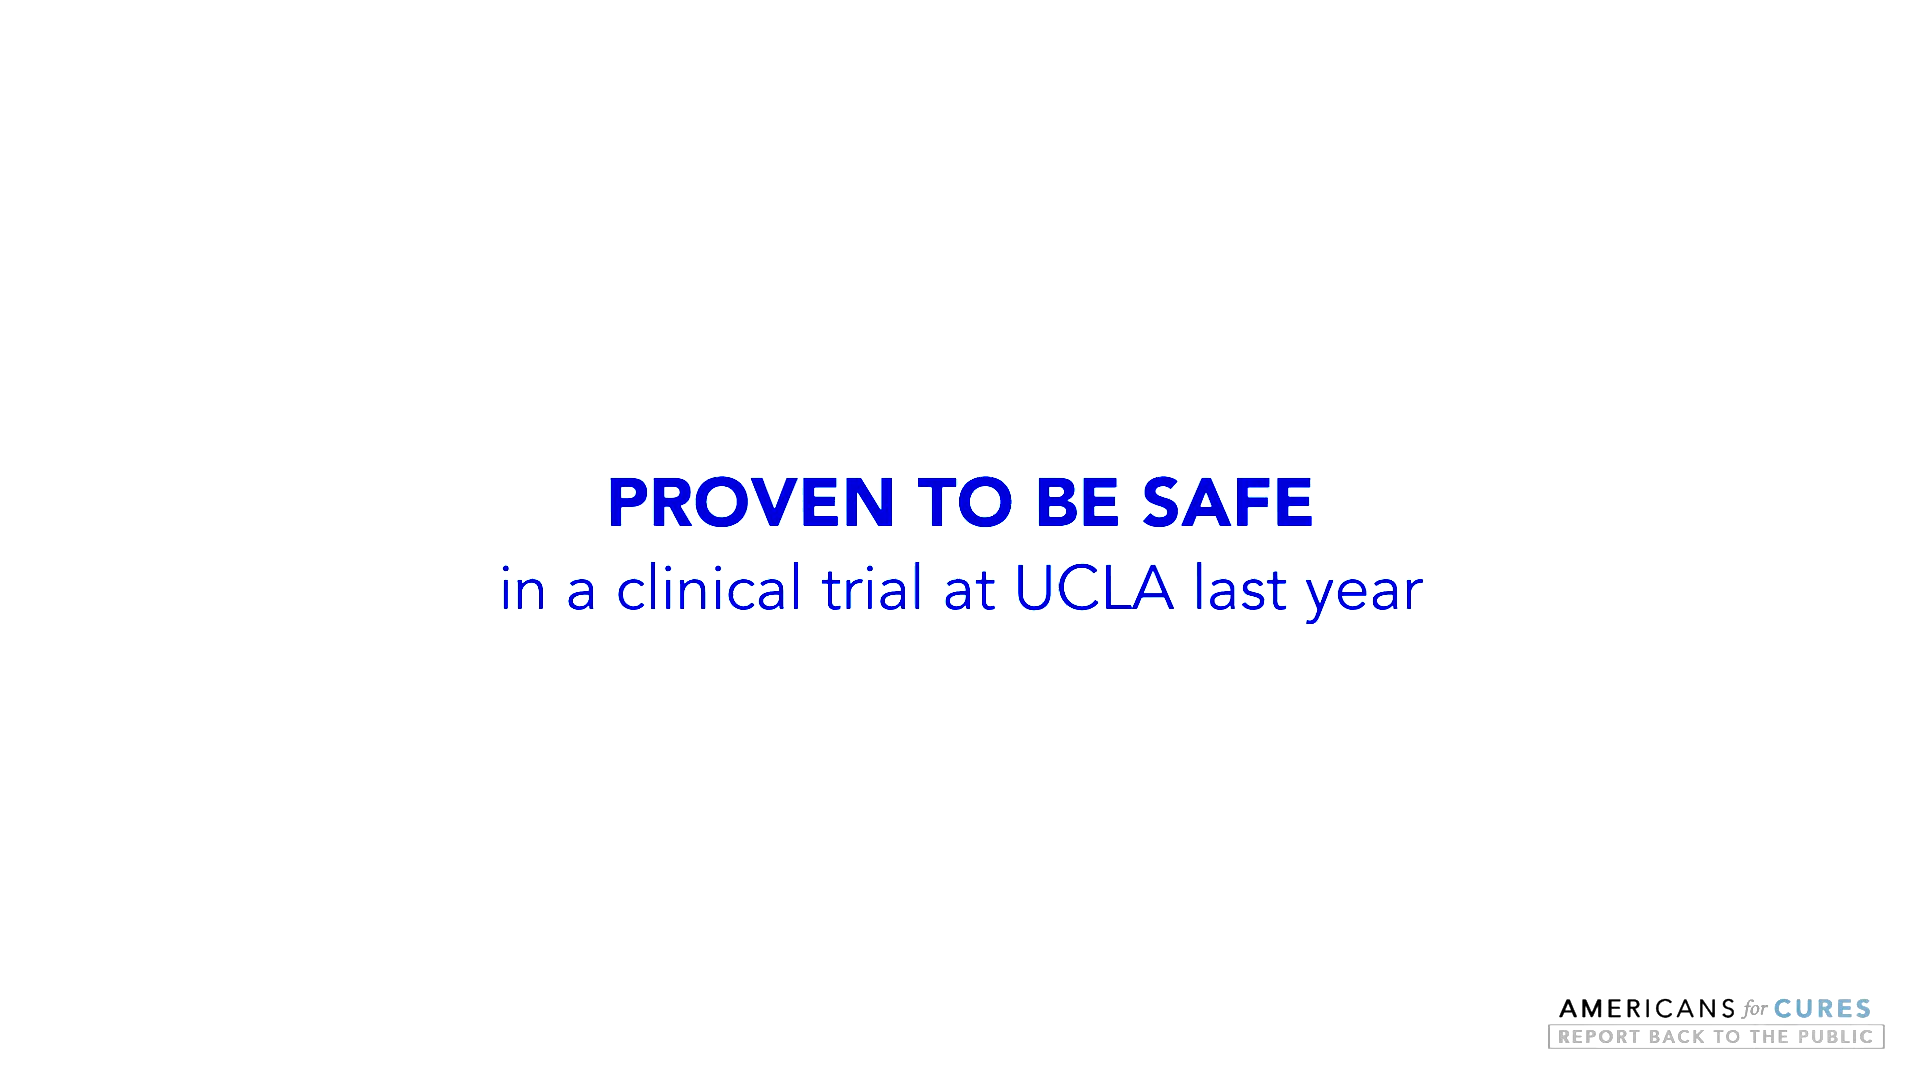 PROVEN TO BE SAFE
in a clinical trial at UCLA last year
AMERICANS for CURES
REPORT BACK TO THE PUBLIC